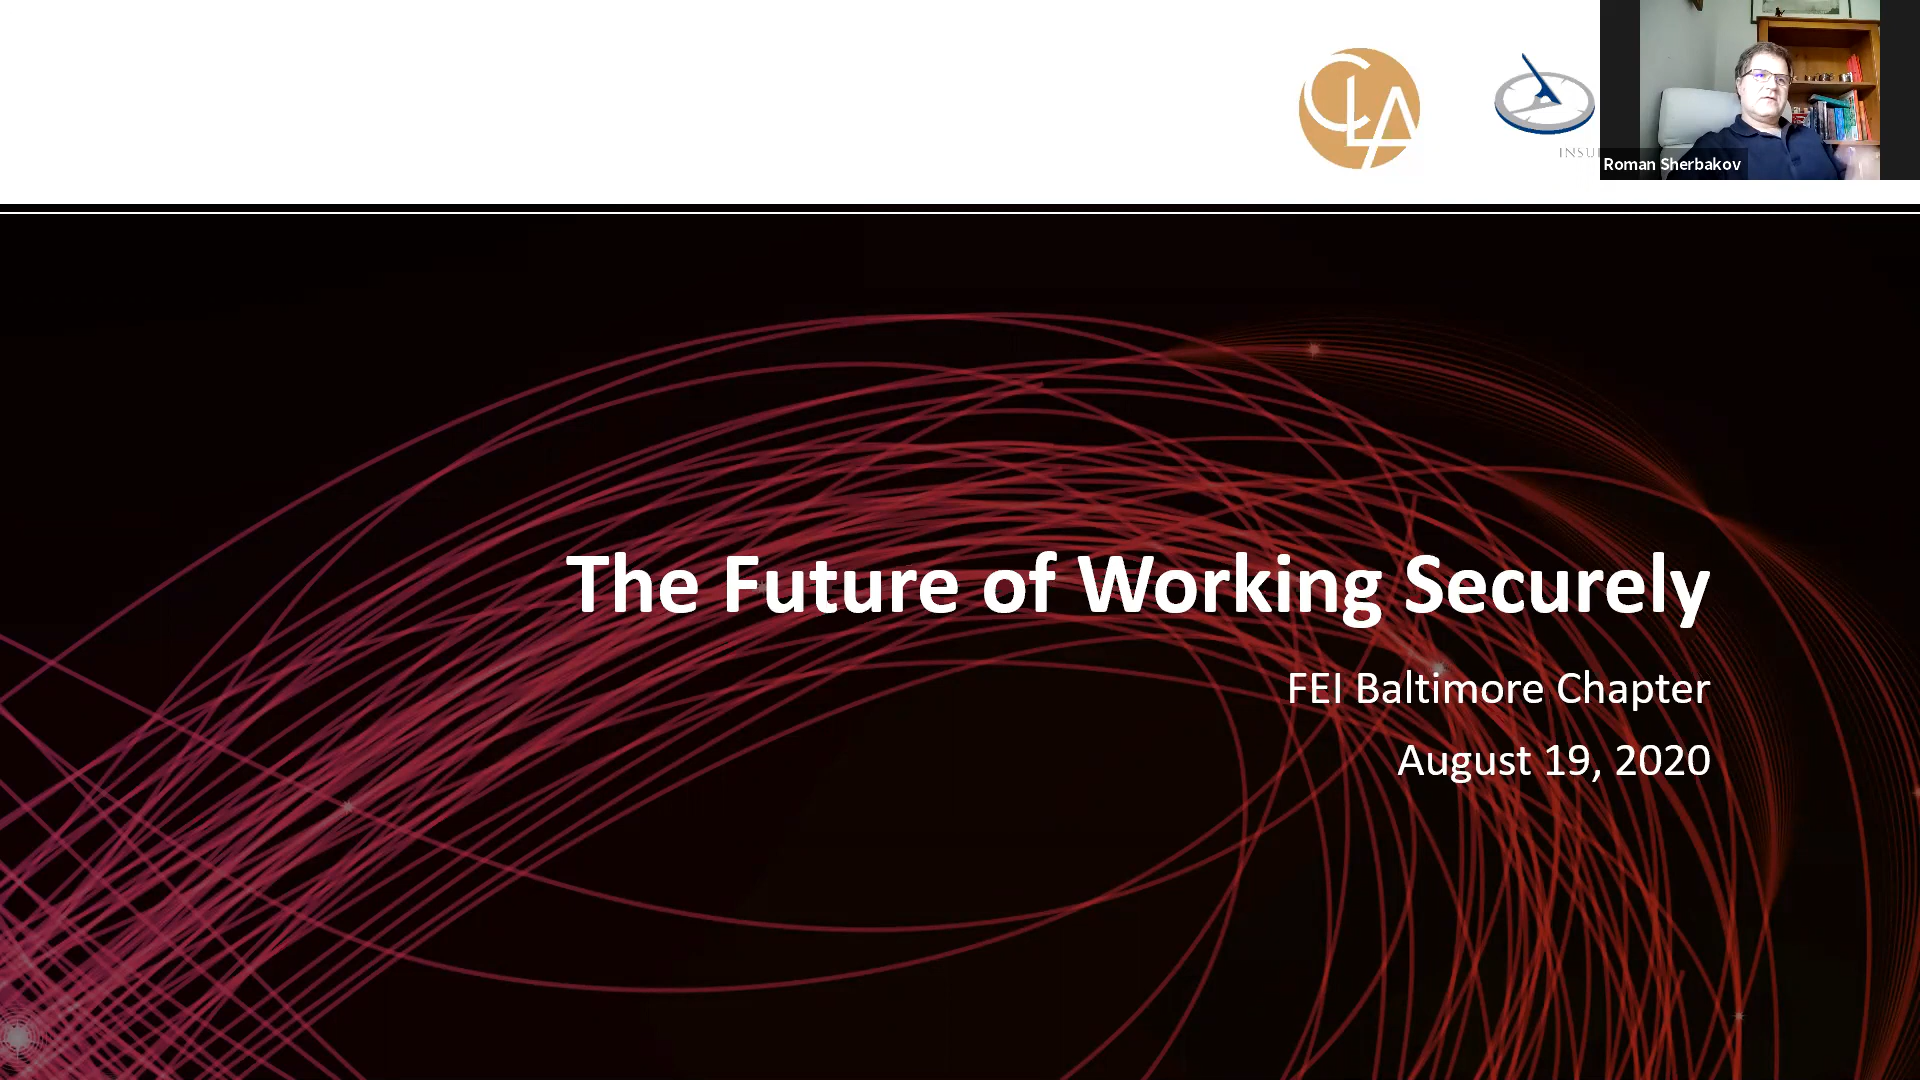 CLA
INSU
Roman Sherbakov
The Future of Working Securely
FEI Baltimore Chapter
August 19, 2020